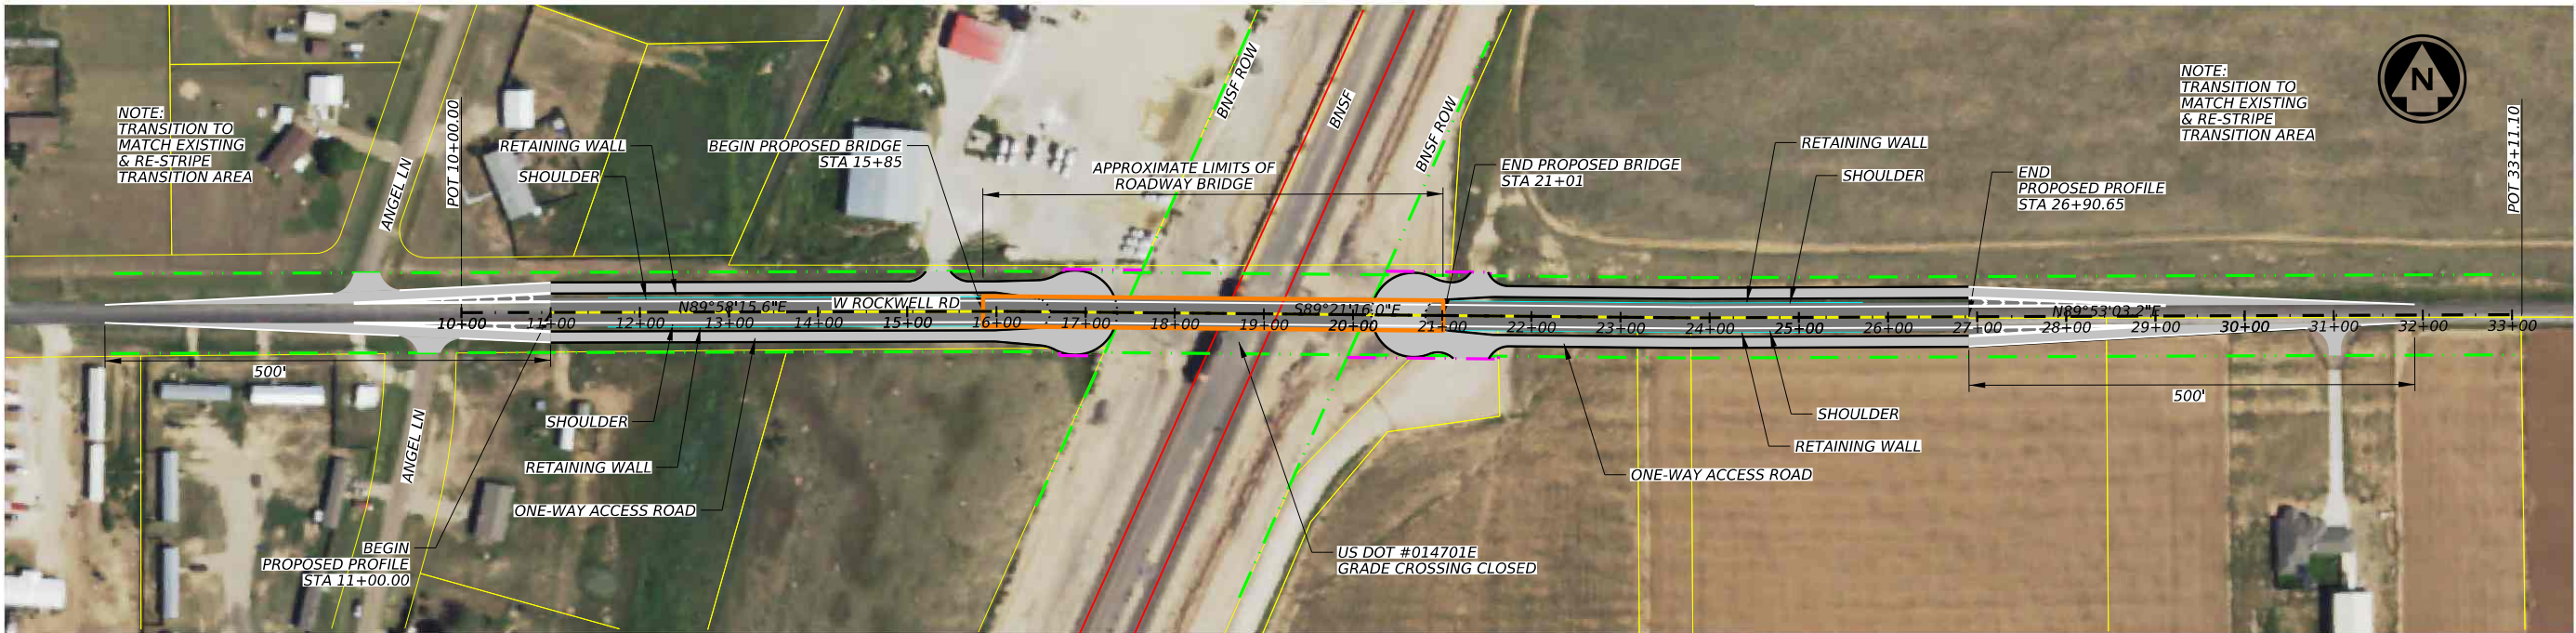 NOTE:
TRANSITION TO
MATCH EXISTING
& RE-STRIPE
TRANSITION AREA
ANGEL LN
POT 10+00.00
RETAINING WALL
SHOULDER
BEGIN PROPOSED BRIDGE
STA 15+85
APPROXIMATE LIMITS OF
ROADWAY BRIDGE
BNSF ROW
BNSF
BNSF ROW
END PROPOSED BRIDGE
STA 21+01
RETAINING WALL
SHOULDER
END
PROPOSED PROFILE
STA 26+90.65
NOTE:
TRANSITION TO
MATCH EXISTING
& RE-STRIPE
TRANSITION AREA
N
POT 33+11.10
N89°58'15.6"E
W ROCKWELL RD
S89°21'16.0"E
N89°53'03.2"E
10+00
11+00
12+00
13+00
14+00
15+00
16+00
17+00
18+00
19+00
20+00
21+00
22+00
23+00
24+00
25+00
26+00
27+00
28+00
29+00
30+00
31+00
32+00
33+00
500'
500'
ANGEL LN
SHOULDER
RETAINING WALL
ONE-WAY ACCESS ROAD
BEGIN
PROPOSED PROFILE
STA 11+00.00
US DOT #014701E
GRADE CROSSING CLOSED
SHOULDER
RETAINING WALL
ONE-WAY ACCESS ROAD